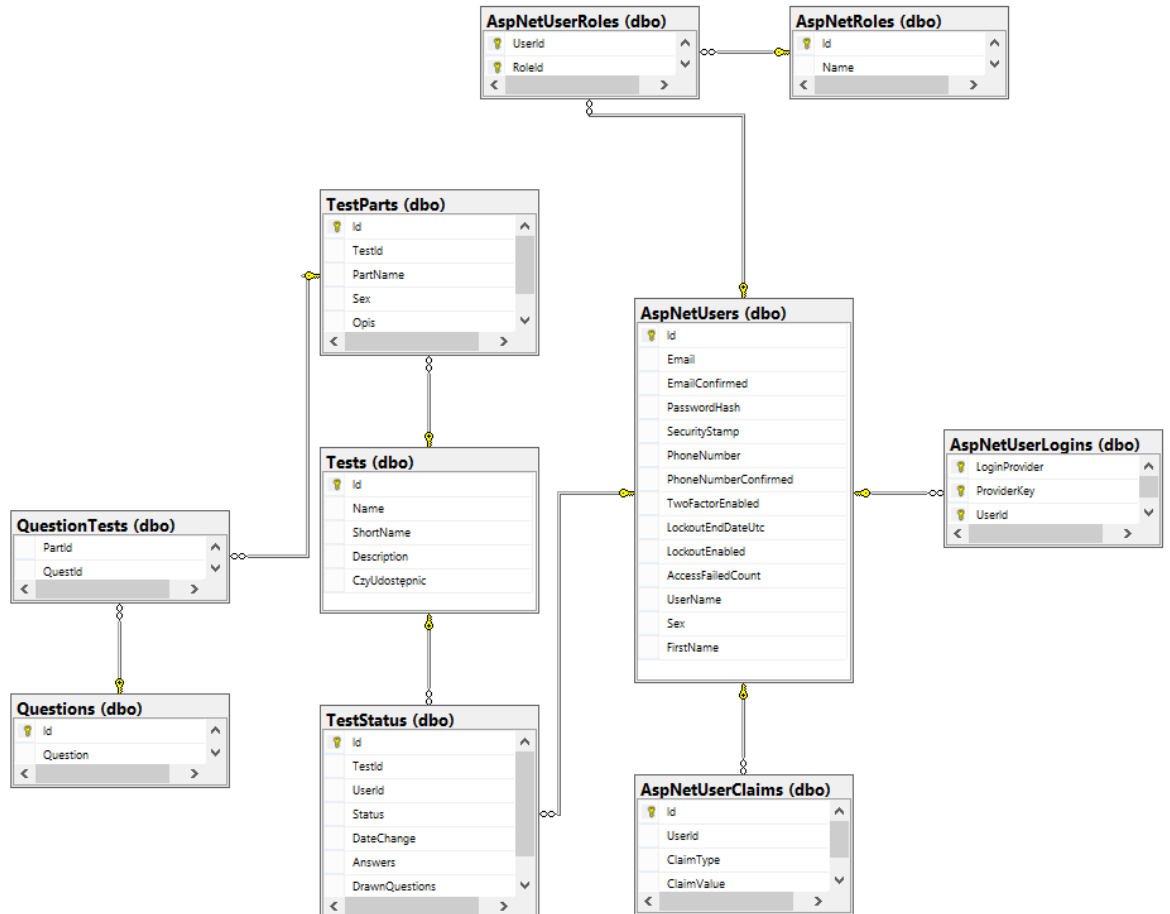 AspNetUserRoles (dbo)
UserId
RoleId
AspNetRoles (dbo)
Id
Name
TestParts (dbo)
Id
TestId
PartName
Sex
Opis
AspNetUsers (dbo)
Id
Email
EmailConfirmed
PasswordHash
SecurityStamp
PhoneNumber
PhoneNumberConfirmed
TwoFactorEnabled
LockoutEndDateUtc
LockoutEnabled
AccessFailedCount
UserName
Sex
FirstName
AspNetUserLogins (dbo)
LoginProvider
ProviderKey
UserId
Tests (dbo)
Id
Name
ShortName
Description
CzyUdostępnic
QuestionTests (dbo)
PartId
QuestId
Questions (dbo)
Id
Question
TestStatus (dbo)
Id
TestId
UserId
Status
DateChange
Answers
DrawnQuestions
AspNetUserClaims (dbo)
Id
UserId
ClaimType
ClaimValue